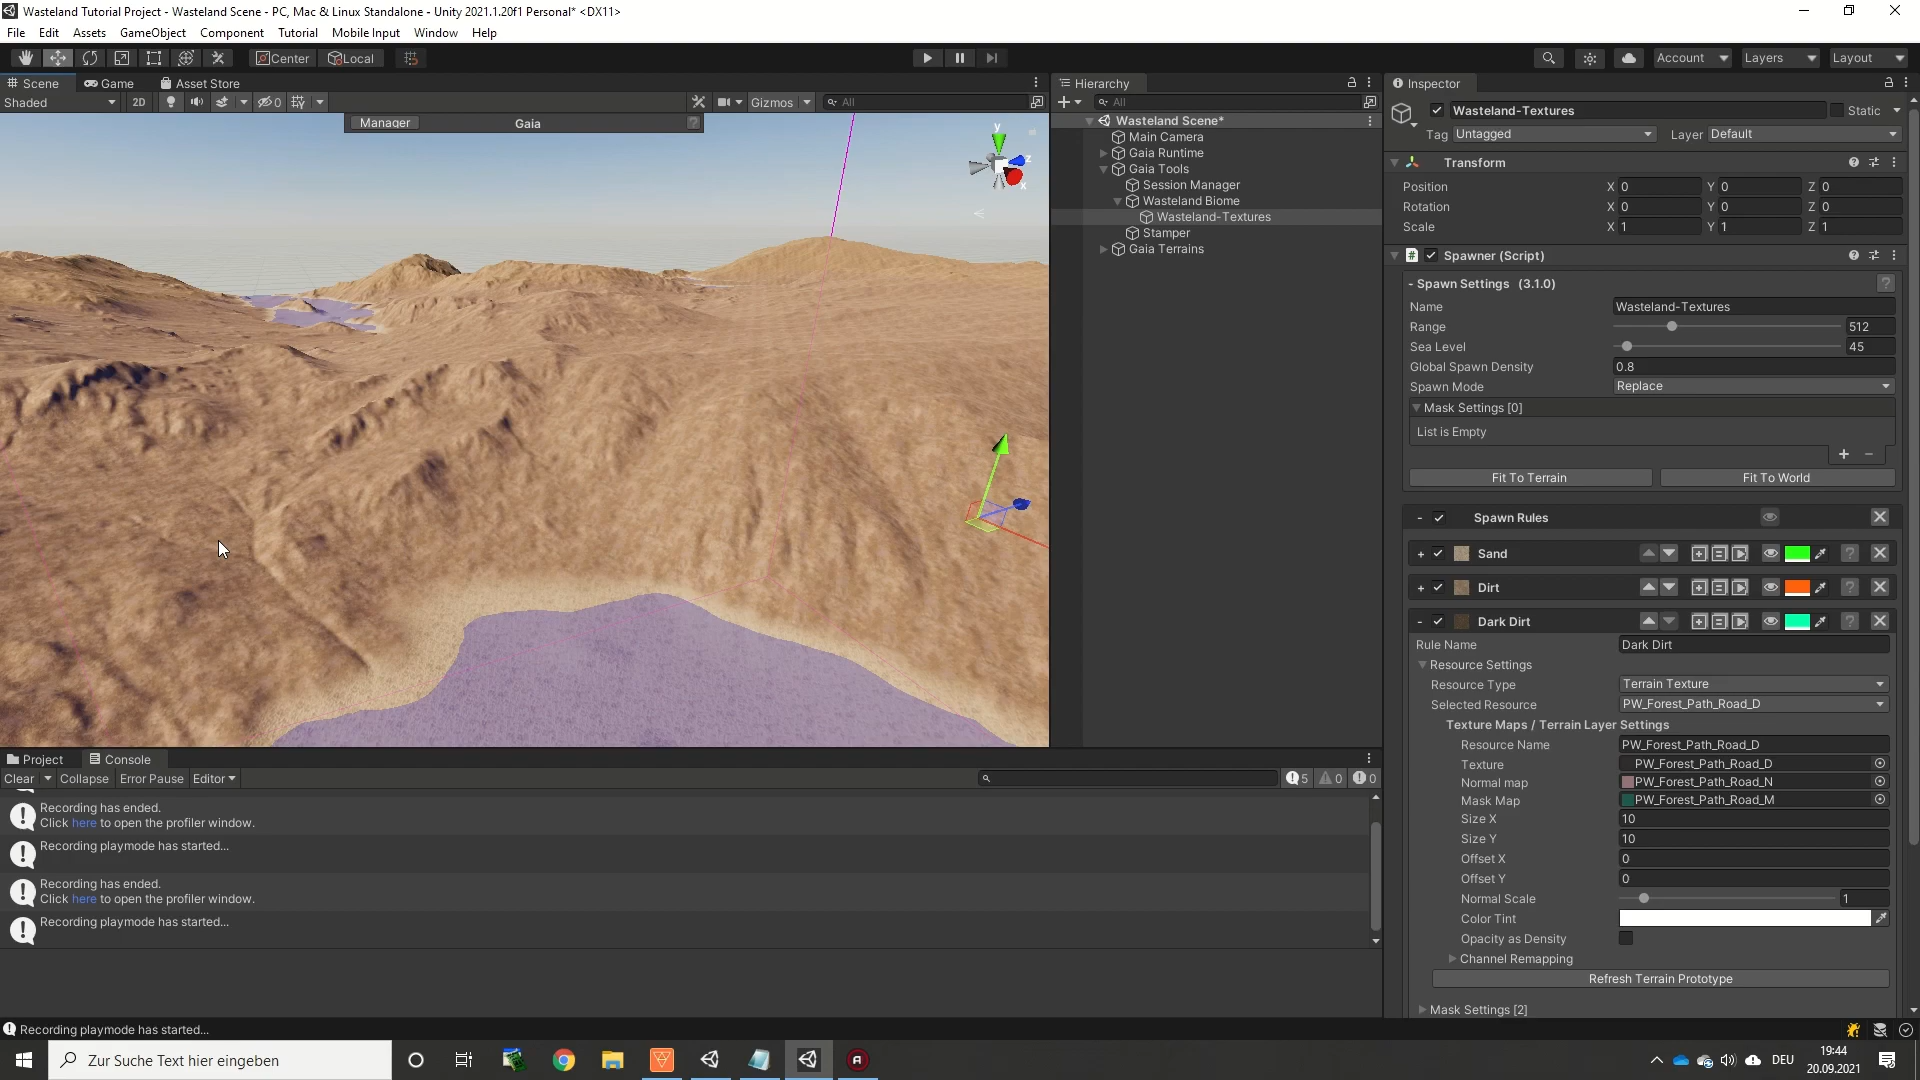 Wasteland Tutorial Project - Wasteland Scene - PC, Mac & Linux Standalone - Unity 2021.1.20f1 Personal* <DX11>
File Edit Assets GameObject Component Tutorial Mobile Input Window Help
Center Local Account Layers Layout
Scene Game Asset Store
Shaded 2D 0 Gizmos All
Manager Gaia ?
y
z
x
Hierarchy
All
Wasteland Scene*
Main Camera
Gaia Runtime
Gaia Tools
Session Manager
Wasteland Biome
Wasteland-Textures
Stamper
Gaia Terrains
Inspector
Wasteland-Textures Static
Tag Untagged Layer Default
Transform
Position X 0 Y 0 Z 0
Rotation X 0 Y 0 Z 0
Scale X 1 Y 1 Z 1
# Spawner (Script)
- Spawn Settings (3.1.0) ?
Name Wasteland-Textures
Range 512
Sea Level 45
Global Spawn Density 0.8
Spawn Mode Replace
Mask Settings [0]
List is Empty
+ -
Fit To Terrain Fit To World
- Spawn Rules
+ Sand ?
+ Dirt ?
- Dark Dirt ?
Rule Name Dark Dirt
Resource Settings
Resource Type Terrain Texture
Selected Resource PW_Forest_Path_Road_D
Texture Maps / Terrain Layer Settings
Resource Name PW_Forest_Path_Road_D
Texture PW_Forest_Path_Road_D
Normal map PW_Forest_Path_Road_N
Mask Map PW_Forest_Path_Road_M
Size X 10
Size Y 10
Offset X 0
Offset Y 0
Normal Scale 1
Color Tint
Opacity as Density
Channel Remapping
Refresh Terrain Prototype
Mask Settings [2]
Project Console
Clear Collapse Error Pause Editor 5 0 0
Recording has ended.
Click here to open the profiler window.
Recording playmode has started...
Recording has ended.
Click here to open the profiler window.
Recording playmode has started...
Recording playmode has started...
Zur Suche Text hier eingeben
DEU
19:44
20.09.2021